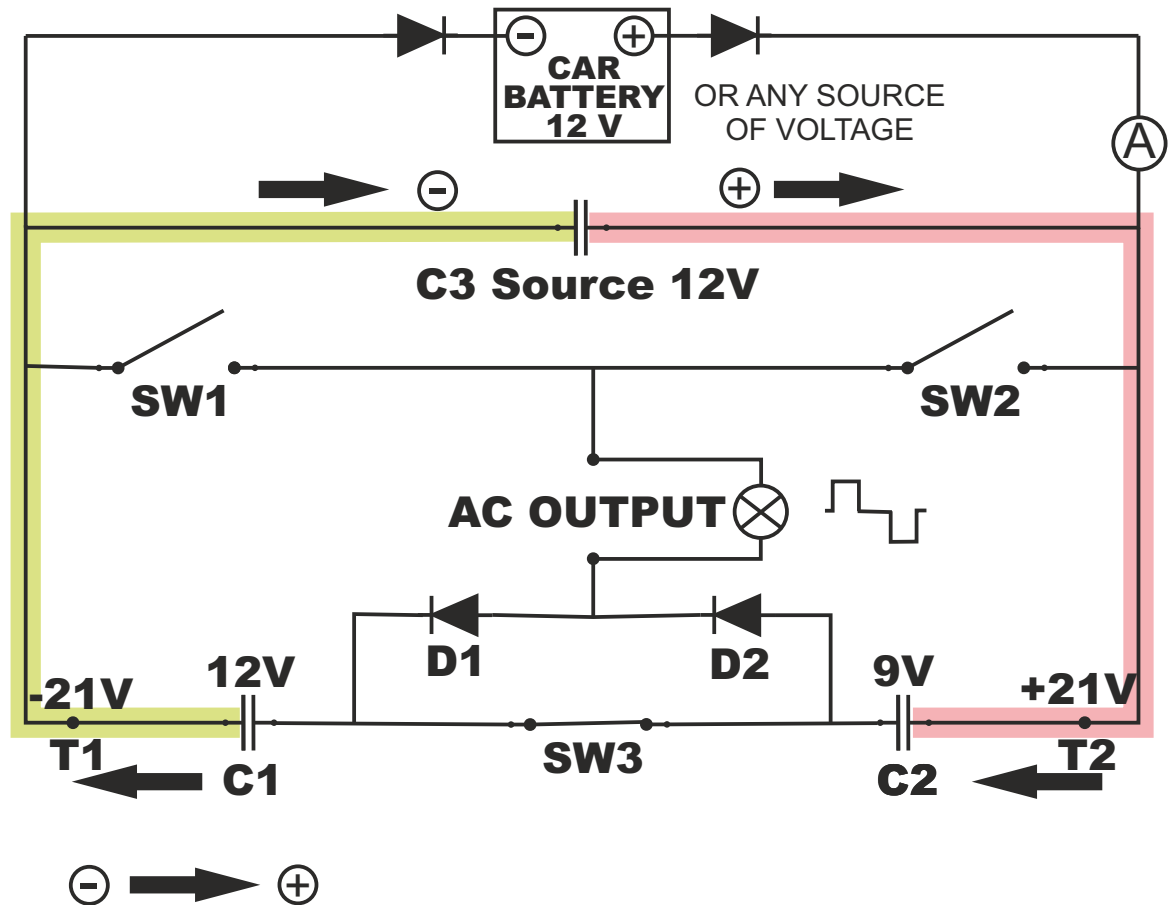 ⊖ ⊕
CAR
BATTERY
12 V
OR ANY SOURCE
OF VOLTAGE
A
⊖ ⊕
C3 Source 12V
SW1 SW2
AC OUTPUT
D1 D2
12V 9V
-21V +21V
T1 C1 SW3 C2 T2
⊖ ⊕